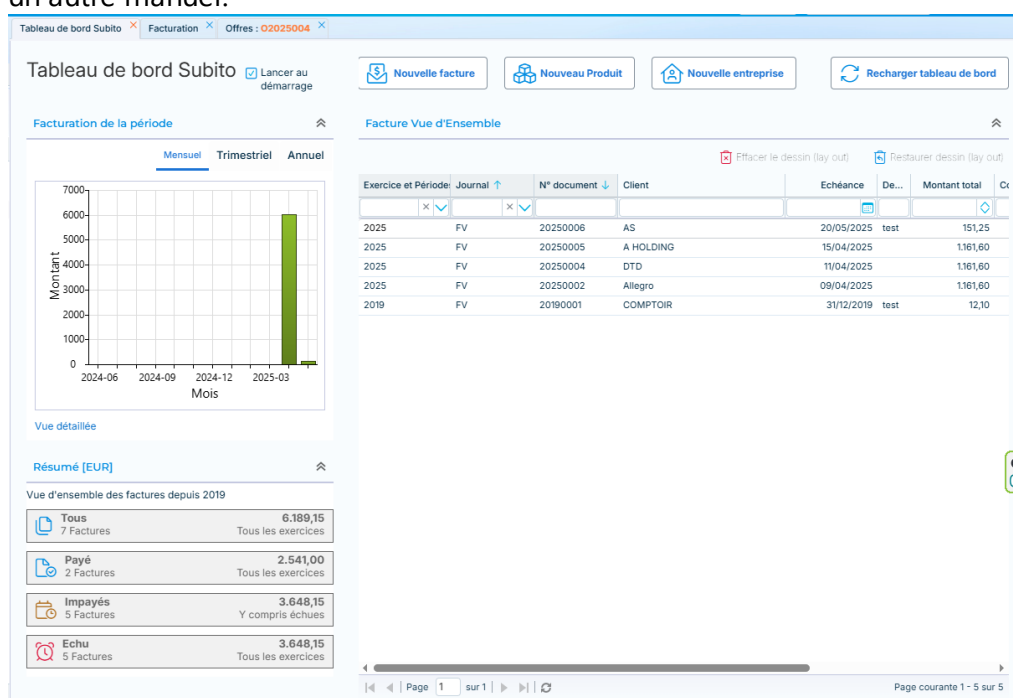 un autre mandel.
Tableau de bord Subito × Facturation × Offres : O2025004 ×
Tableau de bord Subito
Lancer au démarrage
Nouvelle facture
Nouveau Produit
Nouvelle entreprise
Recharger tableau de bord
Facturation de la période
Mensuel Trimestriel Annuel
7000
6000
5000
4000
3000
2000
1000
0
Montant
2024-06 2024-09 2024-12 2025-03
Mois
Vue détaillée
Résumé [EUR]
Vue d'ensemble des factures depuis 2019
Tous 6.189,15
7 Factures Tous les exercices
Payé 2.541,00
2 Factures Tous les exercices
Impayés 3.648,15
5 Factures Y compris échues
Echu 3.648,15
5 Factures Tous les exercices
Facture Vue d'Ensemble
Effacer le dessin (lay out) Restaurer dessin (lay out)
Exercice et Périodes Journal ↑ N° document ↓ Client Echéance De... Montant total Co
2025 FV 20250006 AS 20/05/2025 test 151,25
2025 FV 20250005 A HOLDING 15/04/2025 1.161,60
2025 FV 20250004 DTD 11/04/2025 1.161,60
2025 FV 20250002 Allegro 09/04/2025 1.161,60
2019 FV 20190001 COMPTOIR 31/12/2019 test 12,10
Page 1 sur 1
Page courante 1 - 5 sur 5